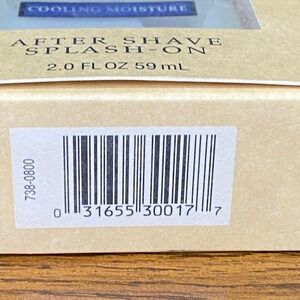 COOLING MOISTURE
AFTER SHAVE
SPLASH-ON
2.0 FL OZ 59 mL
738-0800
0 31655 30017 7